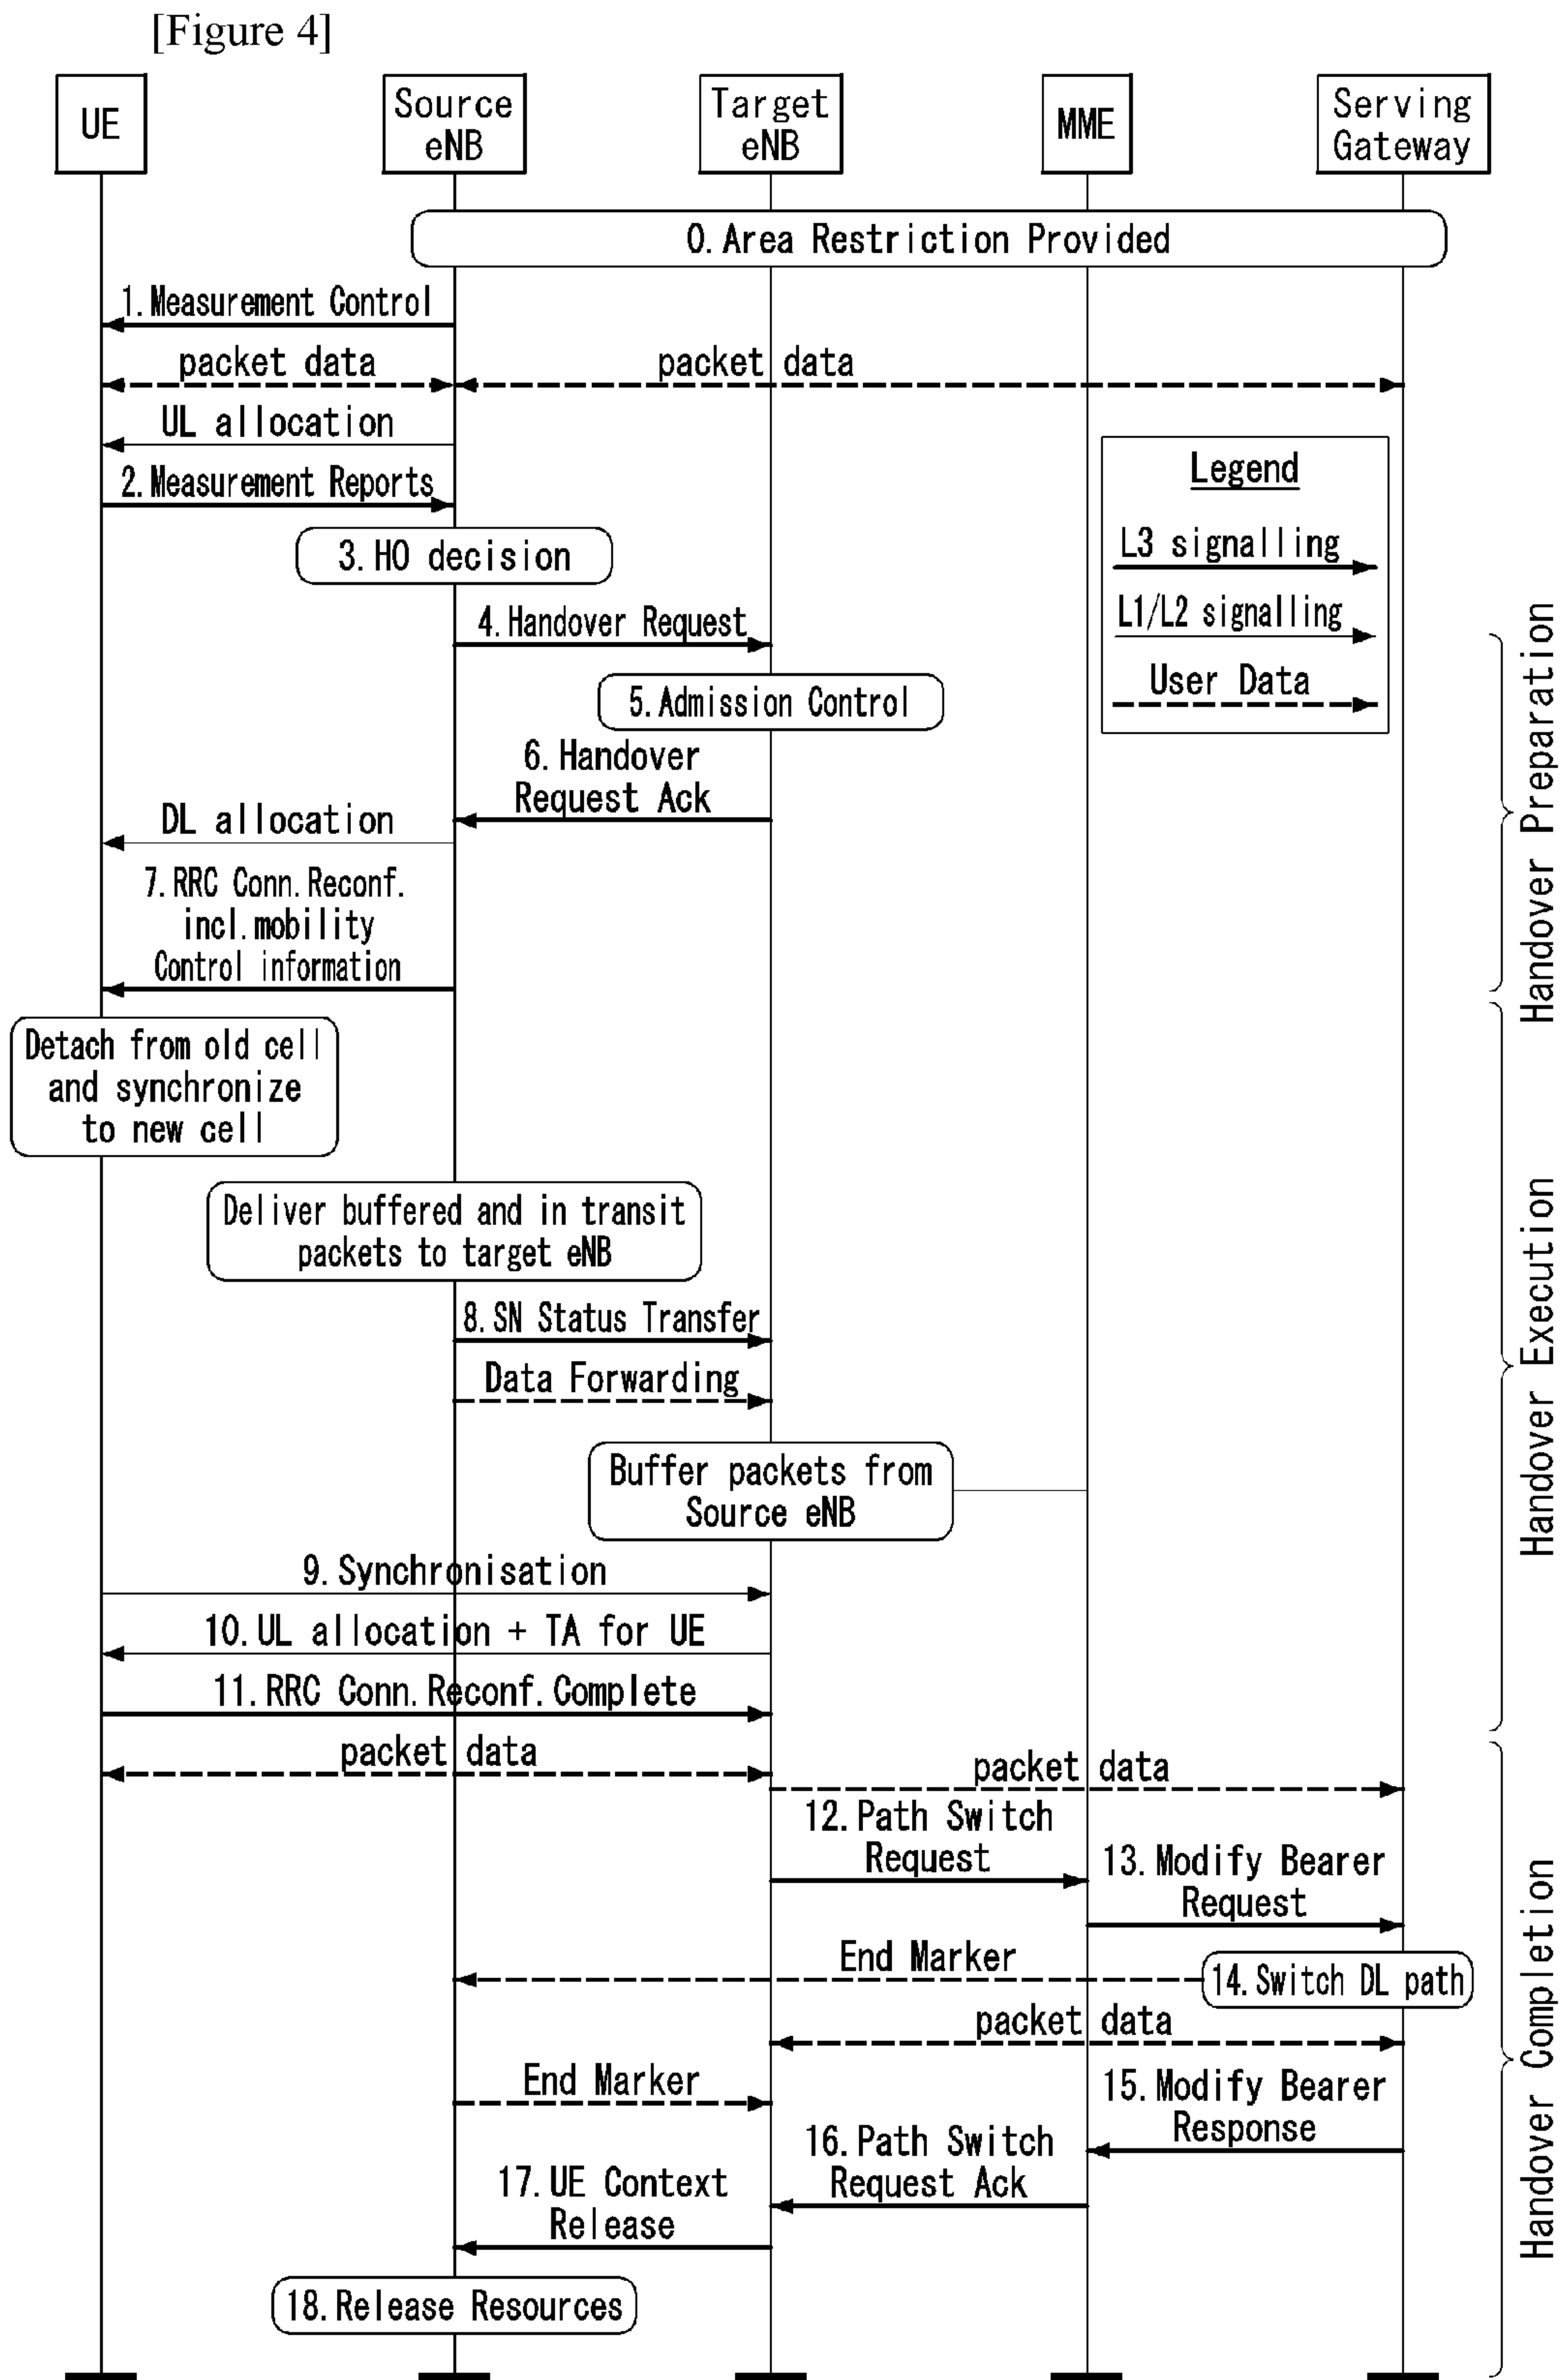 [Figure 4]
UE
Source
eNB
Target
eNB
MME
Serving
Gateway
0.Area Restriction Provided
1.Measurement Control
packet data
packet data
UL allocation
2.Measurement Reports
Legend
L3 signalling
L1/L2 signalling
User Data
3.HO decision
4.Handover Request
5.Admission Control
6.Handover
Request Ack
DL allocation
7.RRC Conn.Reconf.
incl.mobility
Control information
Handover Preparation
Detach from old cell
and synchronize
to new cell
Deliver buffered and in transit
packets to target eNB
8.SN Status Transfer
Data Forwarding
Buffer packets from
Source eNB
9.Synchronisation
10.UL allocation + TA for UE
11.RRC Conn.Reconf.Complete
Handover Execution
packet data
packet data
12.Path Switch
Request
13.Modify Bearer
Request
End Marker
14.Switch DL path
packet data
End Marker
15.Modify Bearer
Response
16.Path Switch
Request Ack
17.UE Context
Release
18.Release Resources
Handover Completion